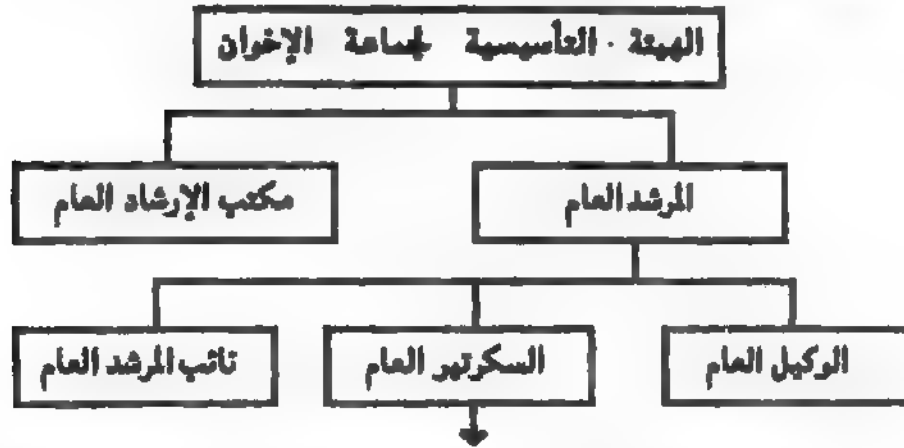 الهيئة التأسيسية لجماعة الإخوان
المرشد العام
مكتب الإرشاد العام
الوكيل العام
السكرتير العام
نائب المرشد العام